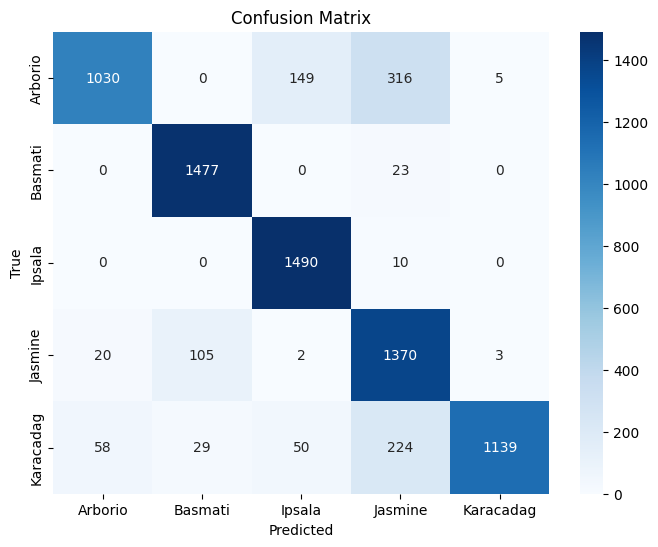 Confusion Matrix
True
Arborio 1030 0 149 316 5
Basmati 0 1477 0 23 0
Ipsala 0 0 1490 10 0
Jasmine 20 105 2 1370 3
Karacadag 58 29 50 224 1139
Arborio Basmati Ipsala Jasmine Karacadag
Predicted
1400
1200
1000
800
600
400
200
0